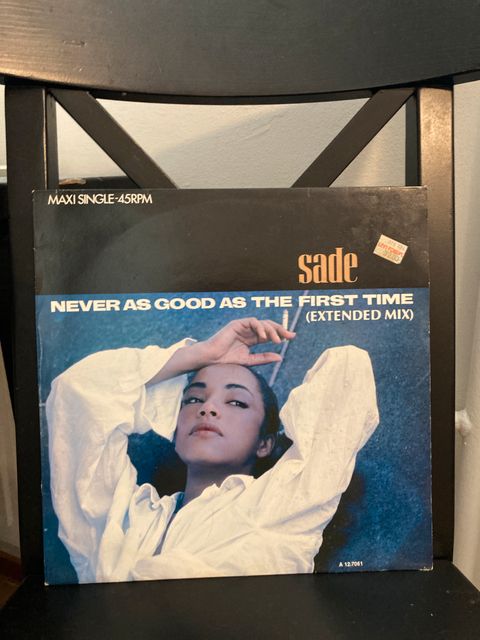 MAXI SINGLE-45RPM
sade
NEVER AS GOOD AS THE FIRST TIME
(EXTENDED MIX)
A 12.7061